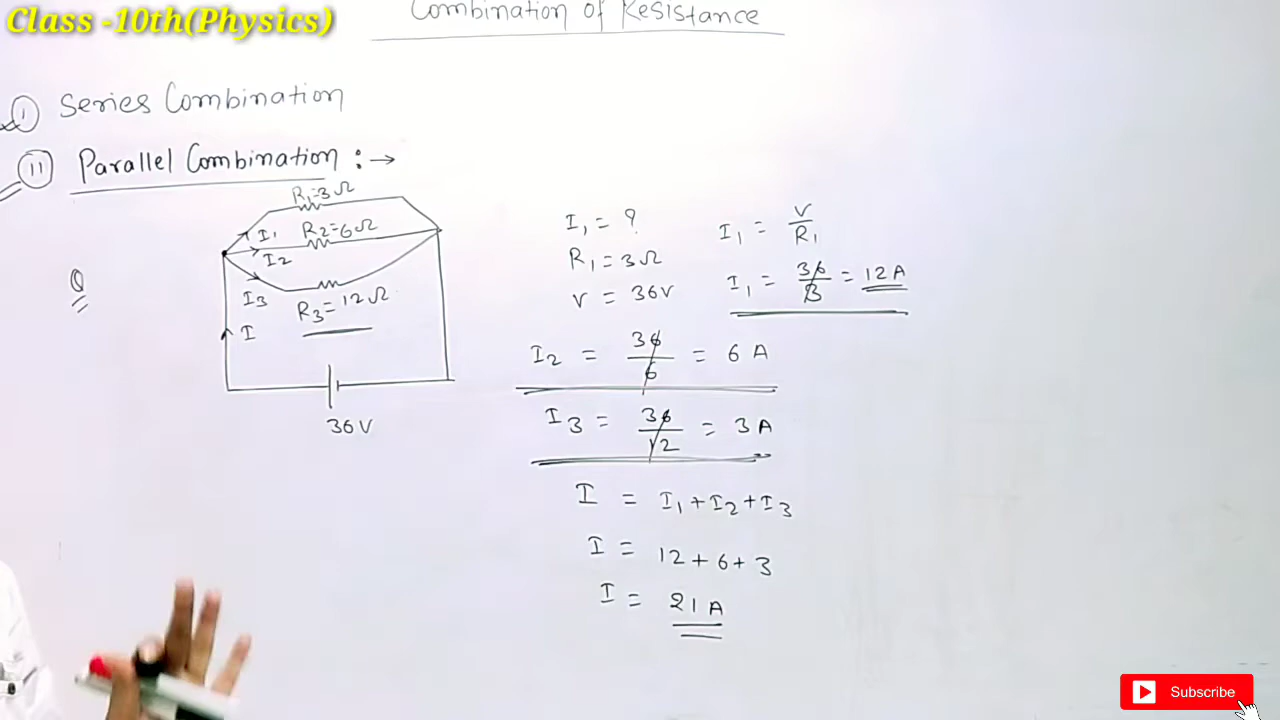 Class -10th(Physics)
Combination of Resistance
I Series Combination
II Parallel Combination : →
R₁=3Ω
I₁ R₂=6Ω
I₂
I₃ R₃=12Ω
Q
I
36V
I₁ = ?
R₁ = 3Ω
V = 36V
I₁ = V/R₁
I₁ = 36/3 = 12A
I₂ = 36/6 = 6 A
I₃ = 36/12 = 3 A
I = I₁+I₂+I₃
I = 12+6+3
I = 21 A
Subscribe